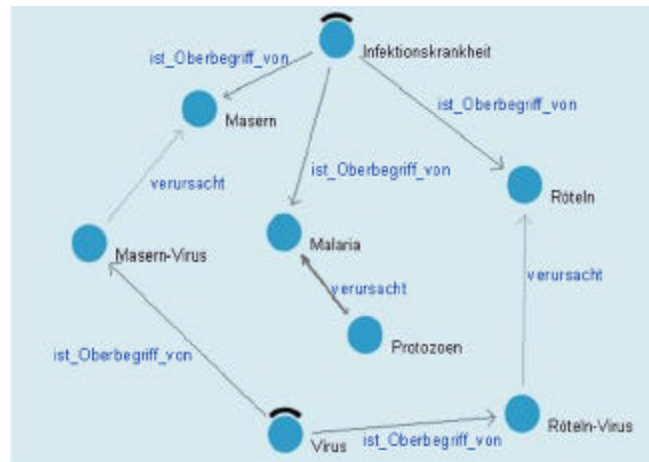 Infektionskrankheit
ist_Oberbegriff_von
ist_Oberbegriff_von
Masern
ist_Oberbegriff_von
verursacht
Röteln
Malaria
Masern-Virus
verursacht
verursacht
Protozoen
ist_Oberbegriff_von
Röteln-Virus
Virus
ist_Oberbegriff_von